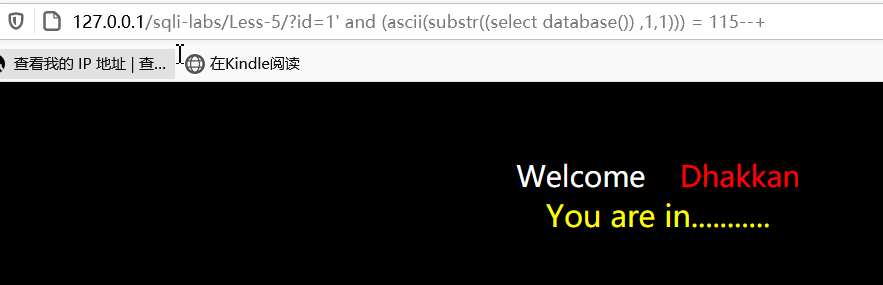 127.0.0.1/sqli-labs/Less-5/?id=1' and (ascii(substr((select database()) ,1,1))) = 115--+
查看我的 IP 地址 | 查... 在Kindle阅读
Welcome Dhakkan
You are in...........